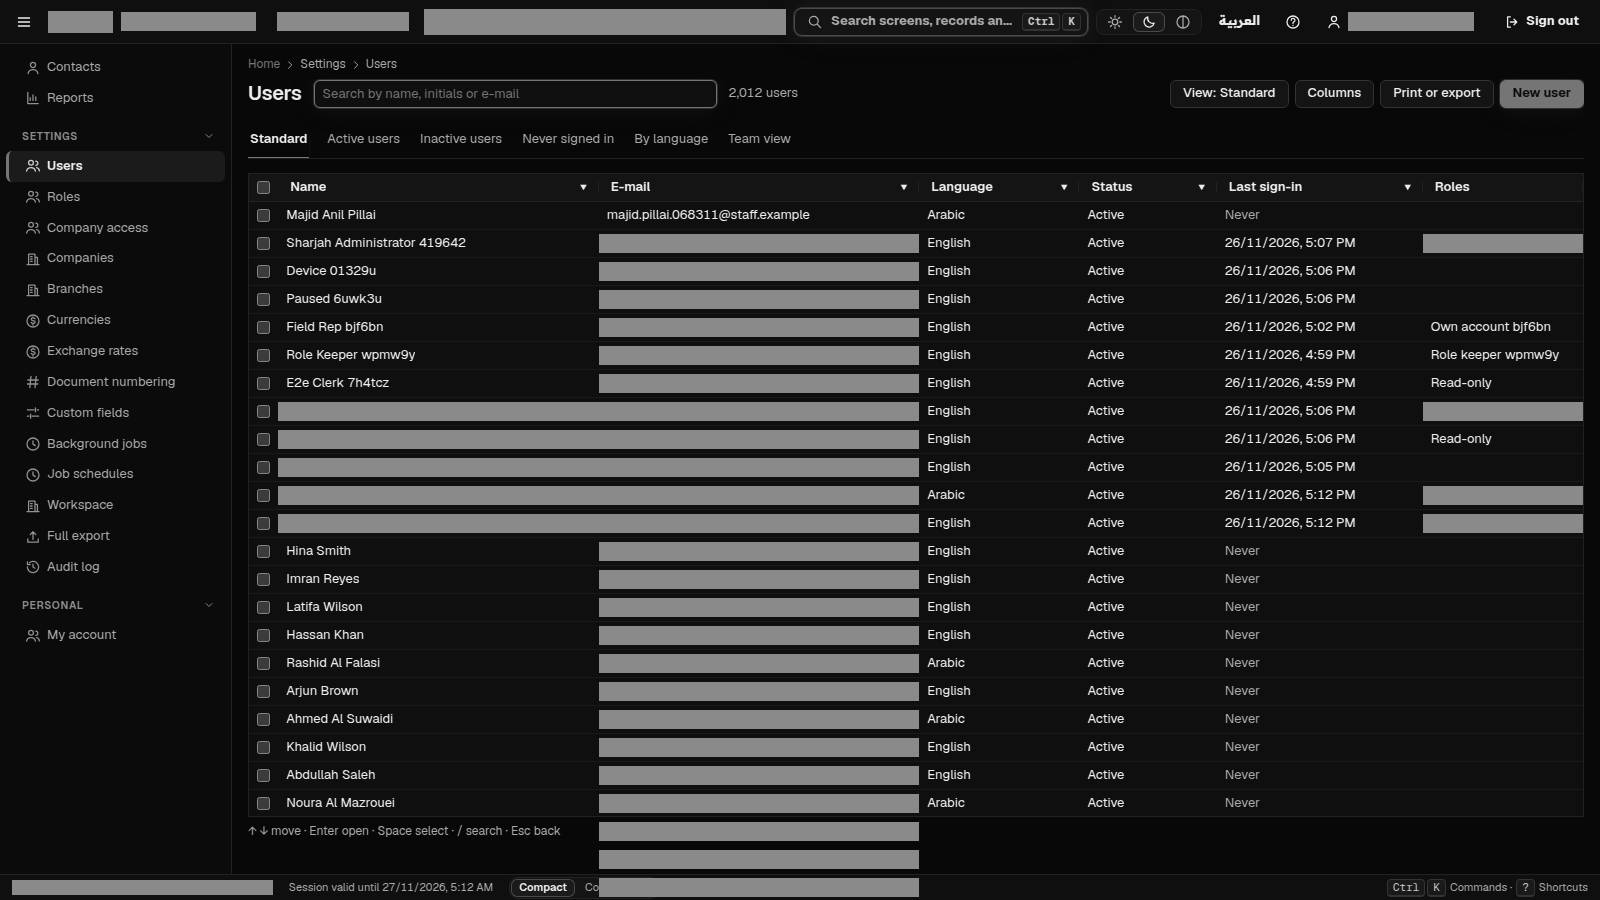 Search screens, records an... Ctrl K
العربية
Sign out
Contacts
Reports
SETTINGS
Users
Roles
Company access
Companies
Branches
Currencies
Exchange rates
Document numbering
Custom fields
Background jobs
Job schedules
Workspace
Full export
Audit log
PERSONAL
My account
Home > Settings > Users
Users
Search by name, initials or e-mail
2,012 users
View: Standard
Columns
Print or export
New user
Standard Active users Inactive users Never signed in By language Team view
Name E-mail Language Status Last sign-in Roles
Majid Anil Pillai majid.pillai.068311@staff.example Arabic Active Never
Sharjah Administrator 419642 English Active 26/11/2026, 5:07 PM
Device 01329u English Active 26/11/2026, 5:06 PM
Paused 6uwk3u English Active 26/11/2026, 5:06 PM
Field Rep bjf6bn English Active 26/11/2026, 5:02 PM Own account bjf6bn
Role Keeper wpmw9y English Active 26/11/2026, 4:59 PM Role keeper wpmw9y
E2e Clerk 7h4tcz English Active 26/11/2026, 4:59 PM Read-only
English Active 26/11/2026, 5:06 PM
English Active 26/11/2026, 5:06 PM Read-only
English Active 26/11/2026, 5:05 PM
Arabic Active 26/11/2026, 5:12 PM
English Active 26/11/2026, 5:12 PM
Hina Smith English Active Never
Imran Reyes English Active Never
Latifa Wilson English Active Never
Hassan Khan English Active Never
Rashid Al Falasi Arabic Active Never
Arjun Brown English Active Never
Ahmed Al Suwaidi Arabic Active Never
Khalid Wilson English Active Never
Abdullah Saleh English Active Never
Noura Al Mazrouei Arabic Active Never
↑↓ move · Enter open · Space select · / search · Esc back
Session valid until 27/11/2026, 5:12 AM
Compact
Ctrl K Commands · ? Shortcuts